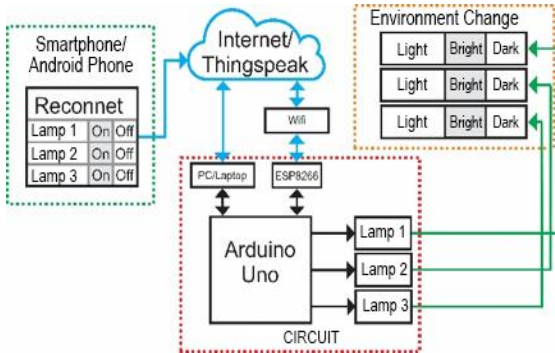 Smartphone/
Android Phone
Reconnet
Lamp 1 On Off
Lamp 2 On Off
Lamp 3 On Off
Internet/
Thingspeak
Wifi
PC/Laptop
ESP8266
Arduino
Uno
Lamp 1
Lamp 2
Lamp 3
CIRCUIT
Environment Change
Light Bright Dark
Light Bright Dark
Light Bright Dark